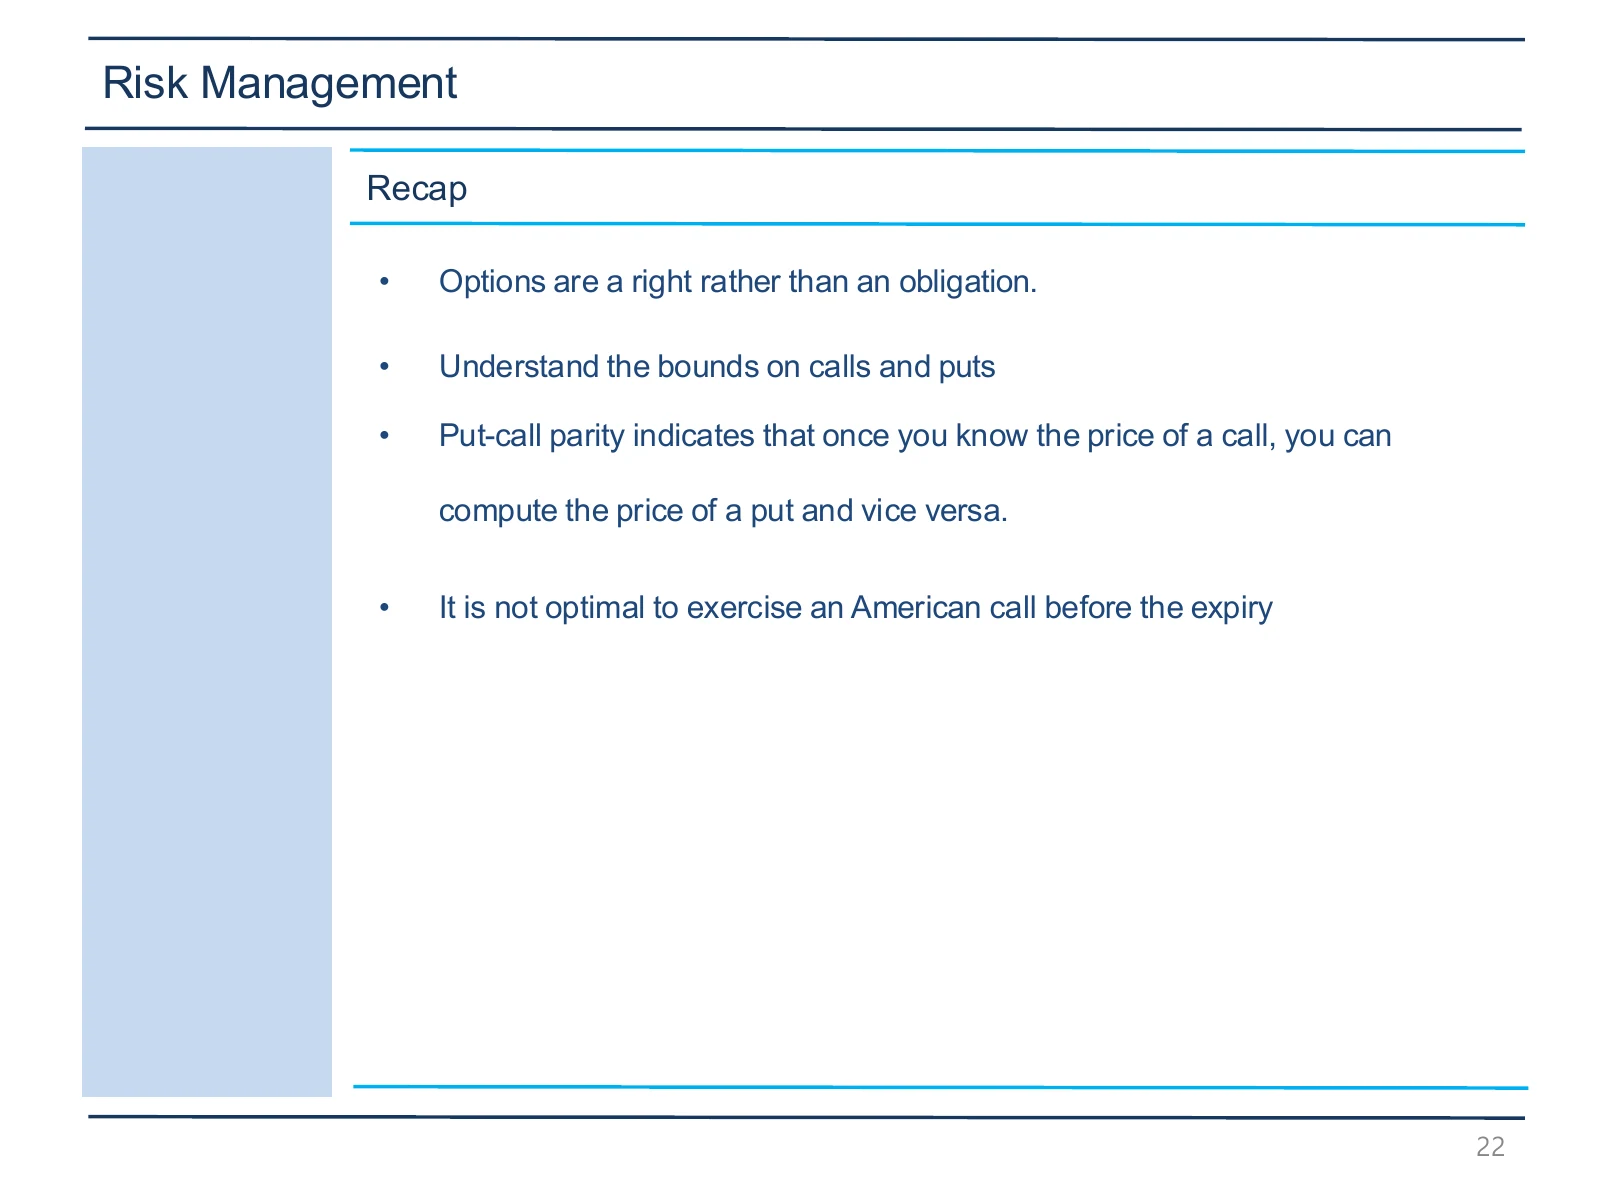 Risk Management
Recap
• Options are a right rather than an obligation.
• Understand the bounds on calls and puts
• Put-call parity indicates that once you know the price of a call, you can
compute the price of a put and vice versa.
• It is not optimal to exercise an American call before the expiry
22